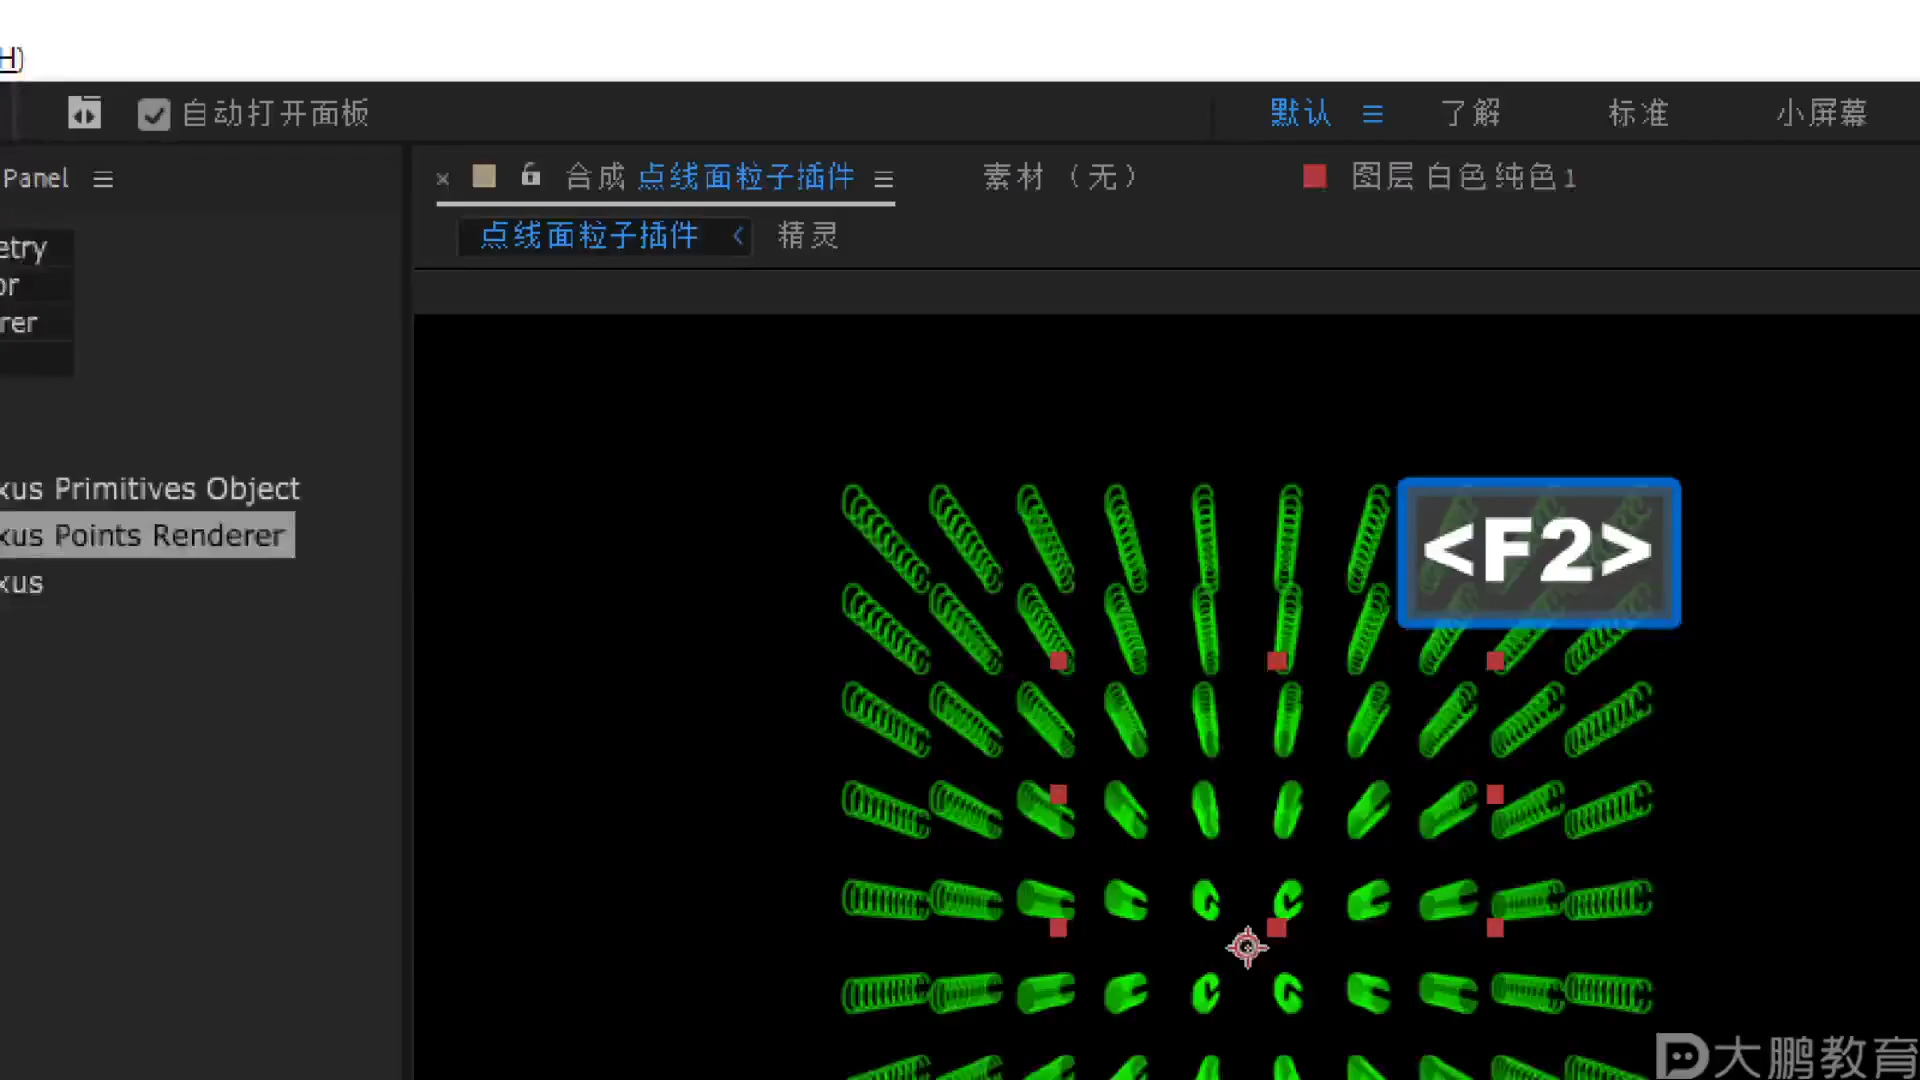 H)
自动打开面板
默认
了解
标准
小屏幕
Panel
合成 点线面粒子插件
素材 (无)
图层 白色 纯色 1
点线面粒子插件
精灵
etry
or
rer
xus Primitives Object
xus Points Renderer
xus
<F2>
大鹏教育